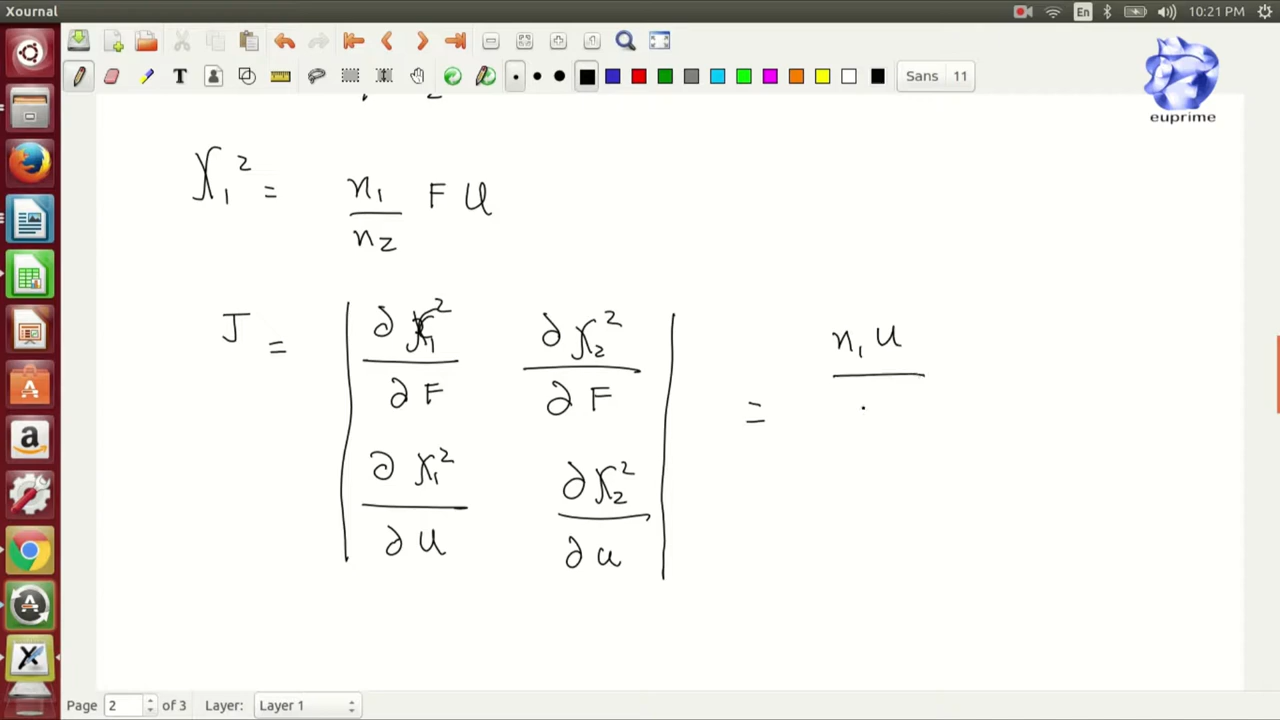 Xournal
En
10:21 PM
Sans 11
euprime
χ₁² = n₁/n₂ F U
J = | ∂χ₁²/∂F ∂χ₂²/∂F | = n₁U
| ∂χ₁²/∂U ∂χ₂²/∂u |
Page 2 of 3 Layer: Layer 1